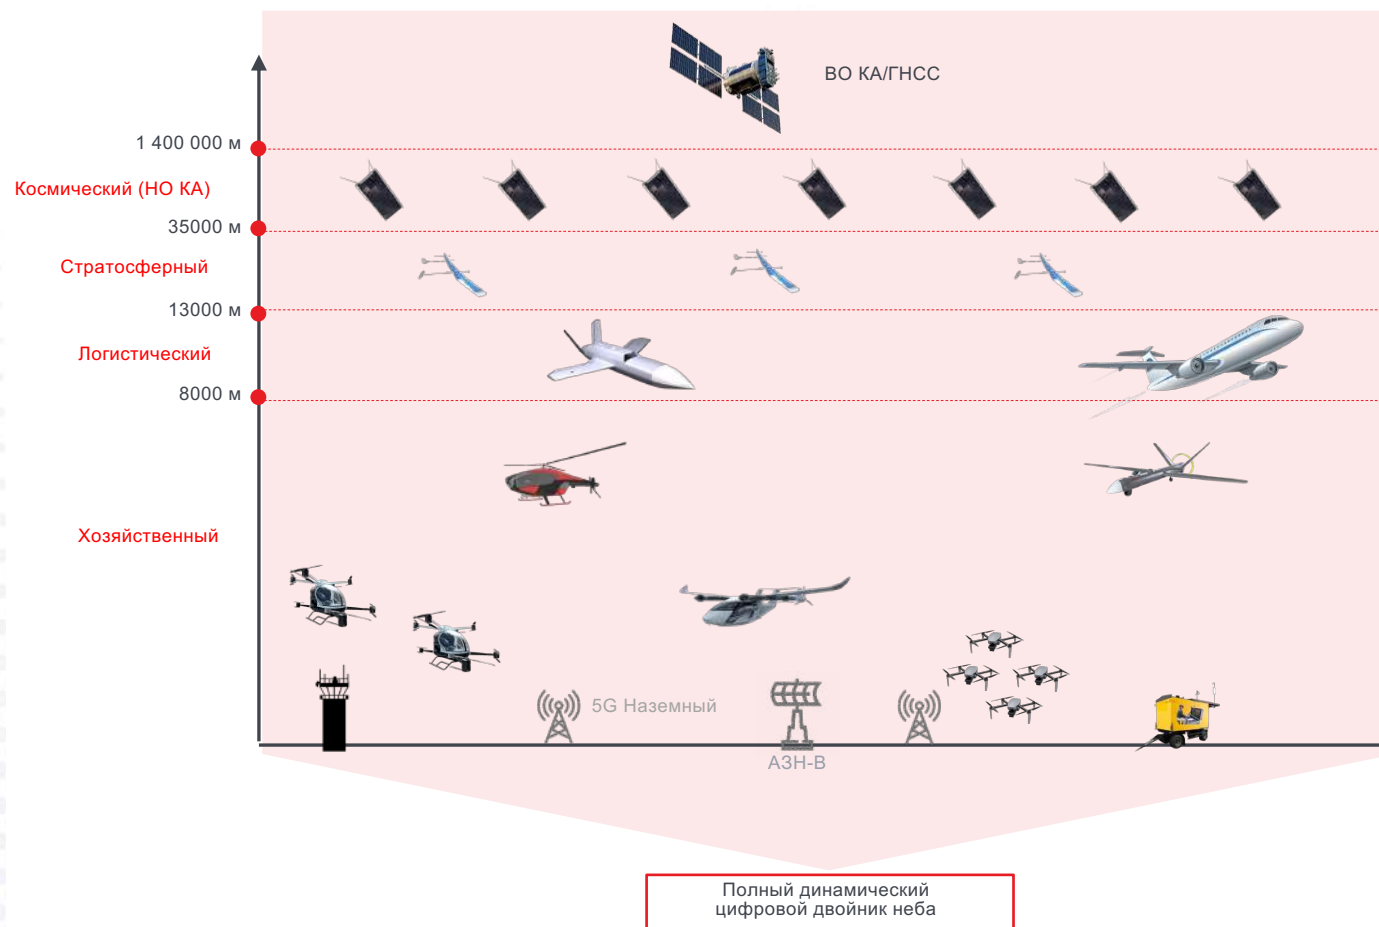 ВО КА/ГНСС
1 400 000 м
Космический (НО КА)
35000 м
Стратосферный
13000 м
Логистический
8000 м
Хозяйственный
5G Наземный
АЗН-В
Полный динамический
цифровой двойник неба